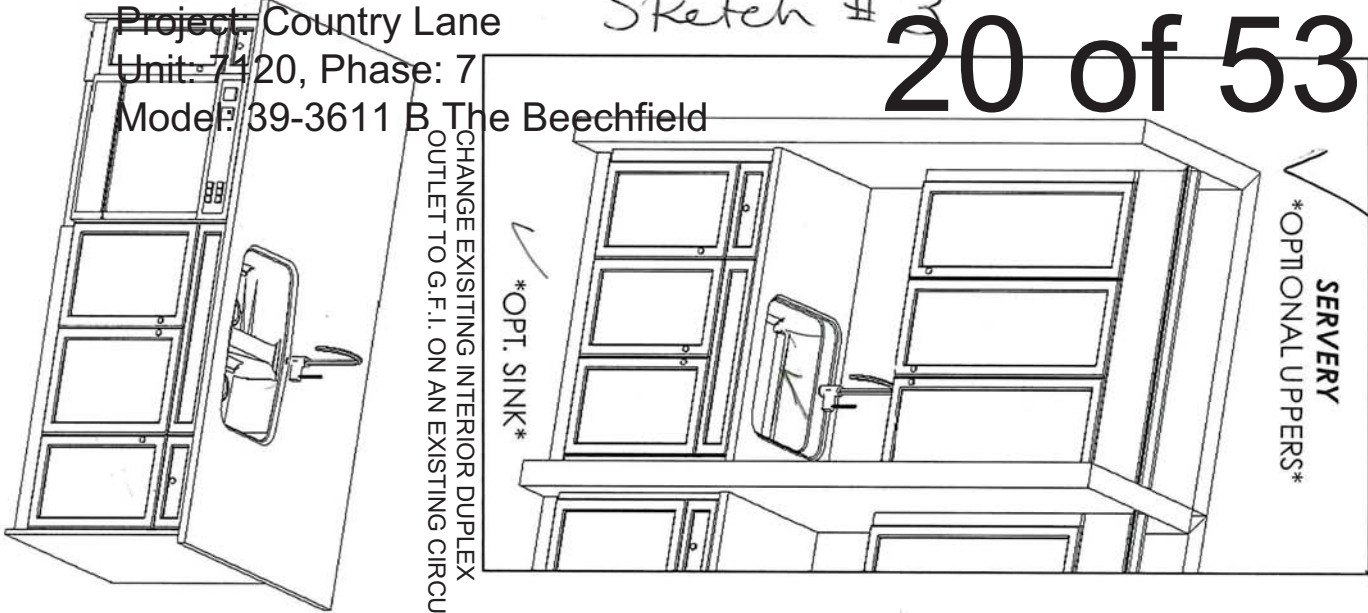 Project: Country Lane
Unit: 7120, Phase: 7
Model: 39-3611 B The Beechfield
Sketch # 3
20 of 53
SERVERY
*OPTIONAL UPPERS*
*OPT. SINK*
CHANGE EXISITING INTERIOR DUPLEX
OUTLET TO G.F.I. ON AN EXISTING CIRCU